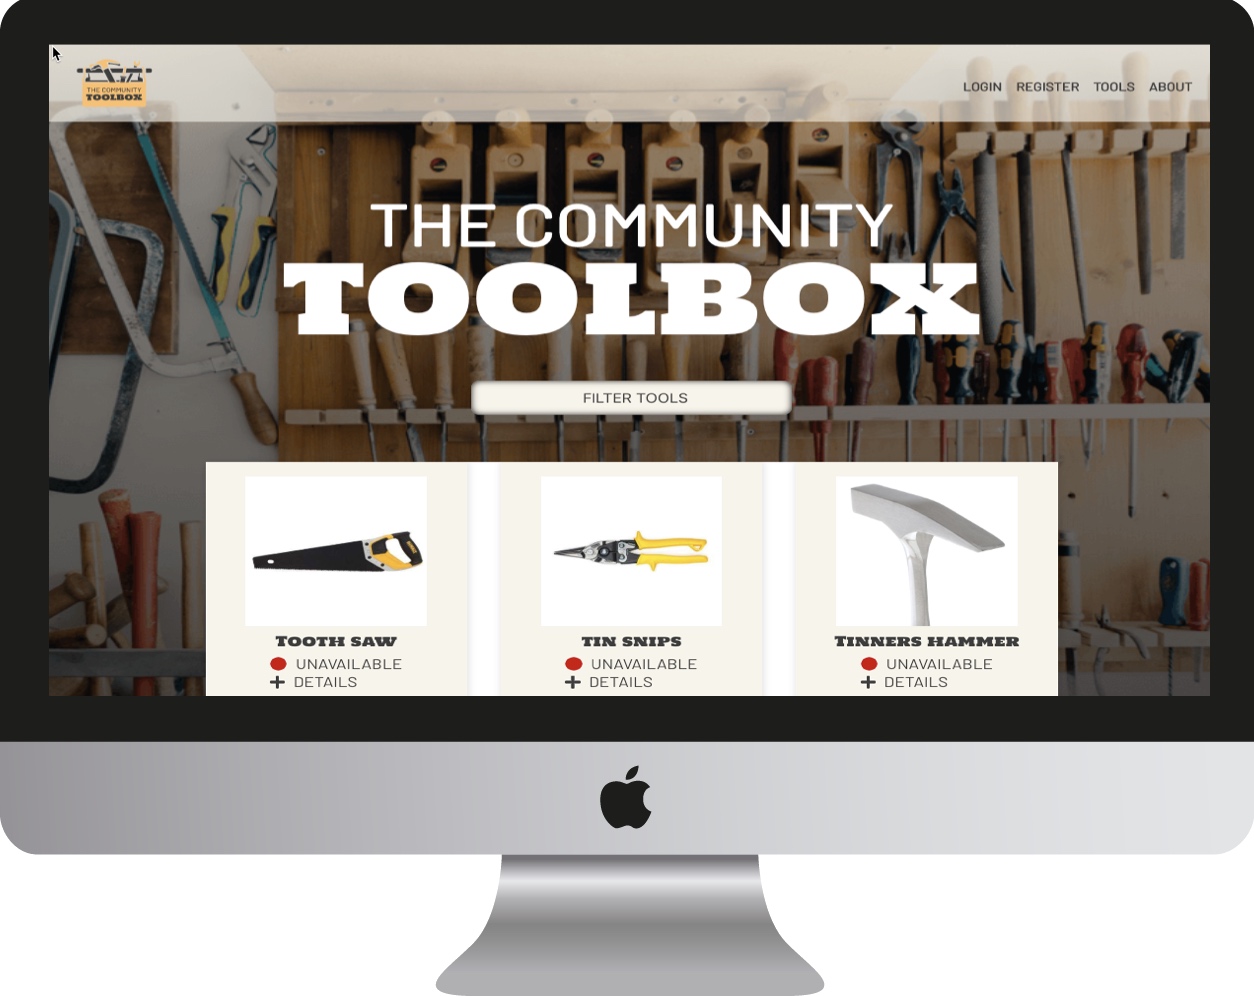 THE COMMUNITY
TOOLBOX
LOGIN REGISTER TOOLS ABOUT
THE COMMUNITY
TOOLBOX
FILTER TOOLS
TOOTH SAW
UNAVAILABLE
DETAILS
TIN SNIPS
UNAVAILABLE
DETAILS
TINNERS HAMMER
UNAVAILABLE
DETAILS